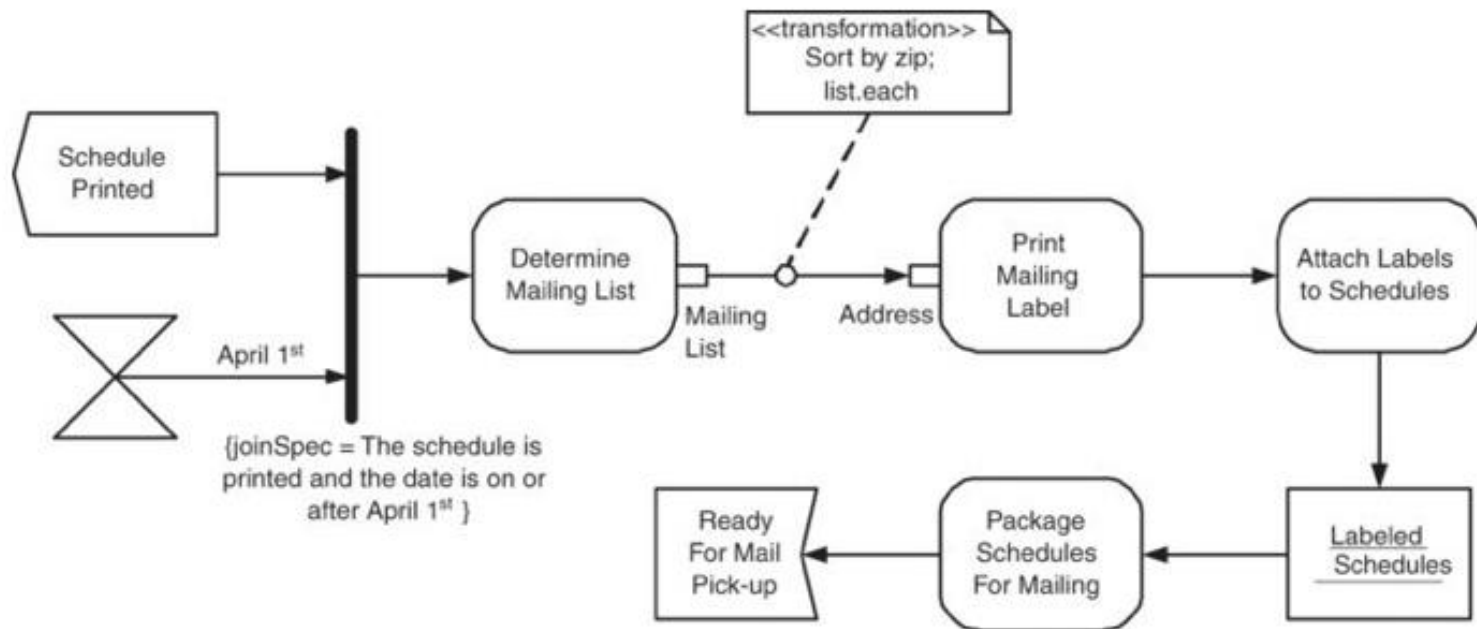 <<transformation>>
Sort by zip;
list.each
Schedule
Printed
April 1st
{joinSpec = The schedule is
printed and the date is on or
after April 1st }
Determine
Mailing List
Mailing
List
Address
Print
Mailing
Label
Attach Labels
to Schedules
Labeled
Schedules
Package
Schedules
For Mailing
Ready
For Mail
Pick-up